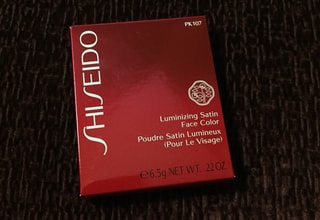 PK 107
SHISEIDO
Luminizing Satin
Face Color
Poudre Satin Lumineux
(Pour Le Visage)
℮6.5g NET WT. .22 OZ.